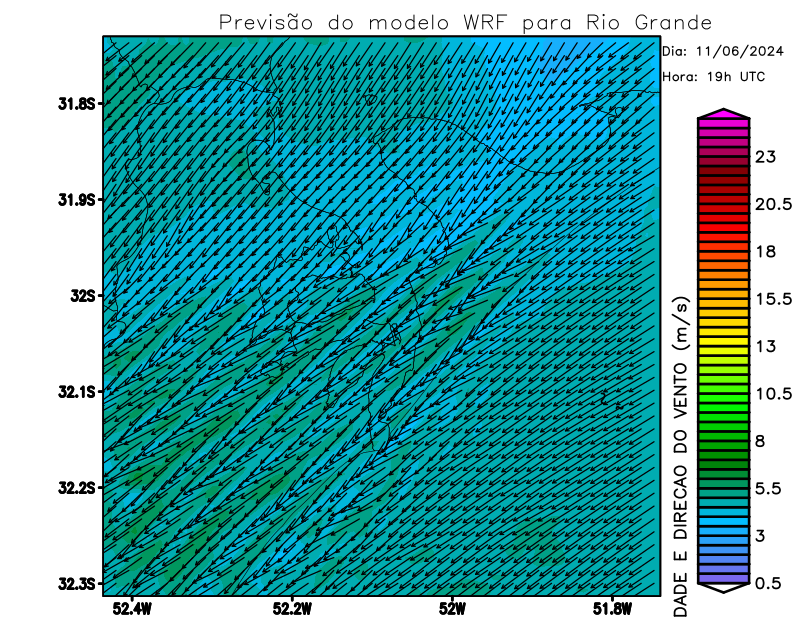 Previsão do modelo WRF para Rio Grande
Dia: 11/06/2024
Hora: 19h UTC
31.8S
31.9S
32S
32.1S
32.2S
32.3S
52.4W
52.2W
52W
51.8W
23
20.5
18
15.5
13
10.5
8
5.5
3
0.5
DADE E DIRECAO DO VENTO (m/s)